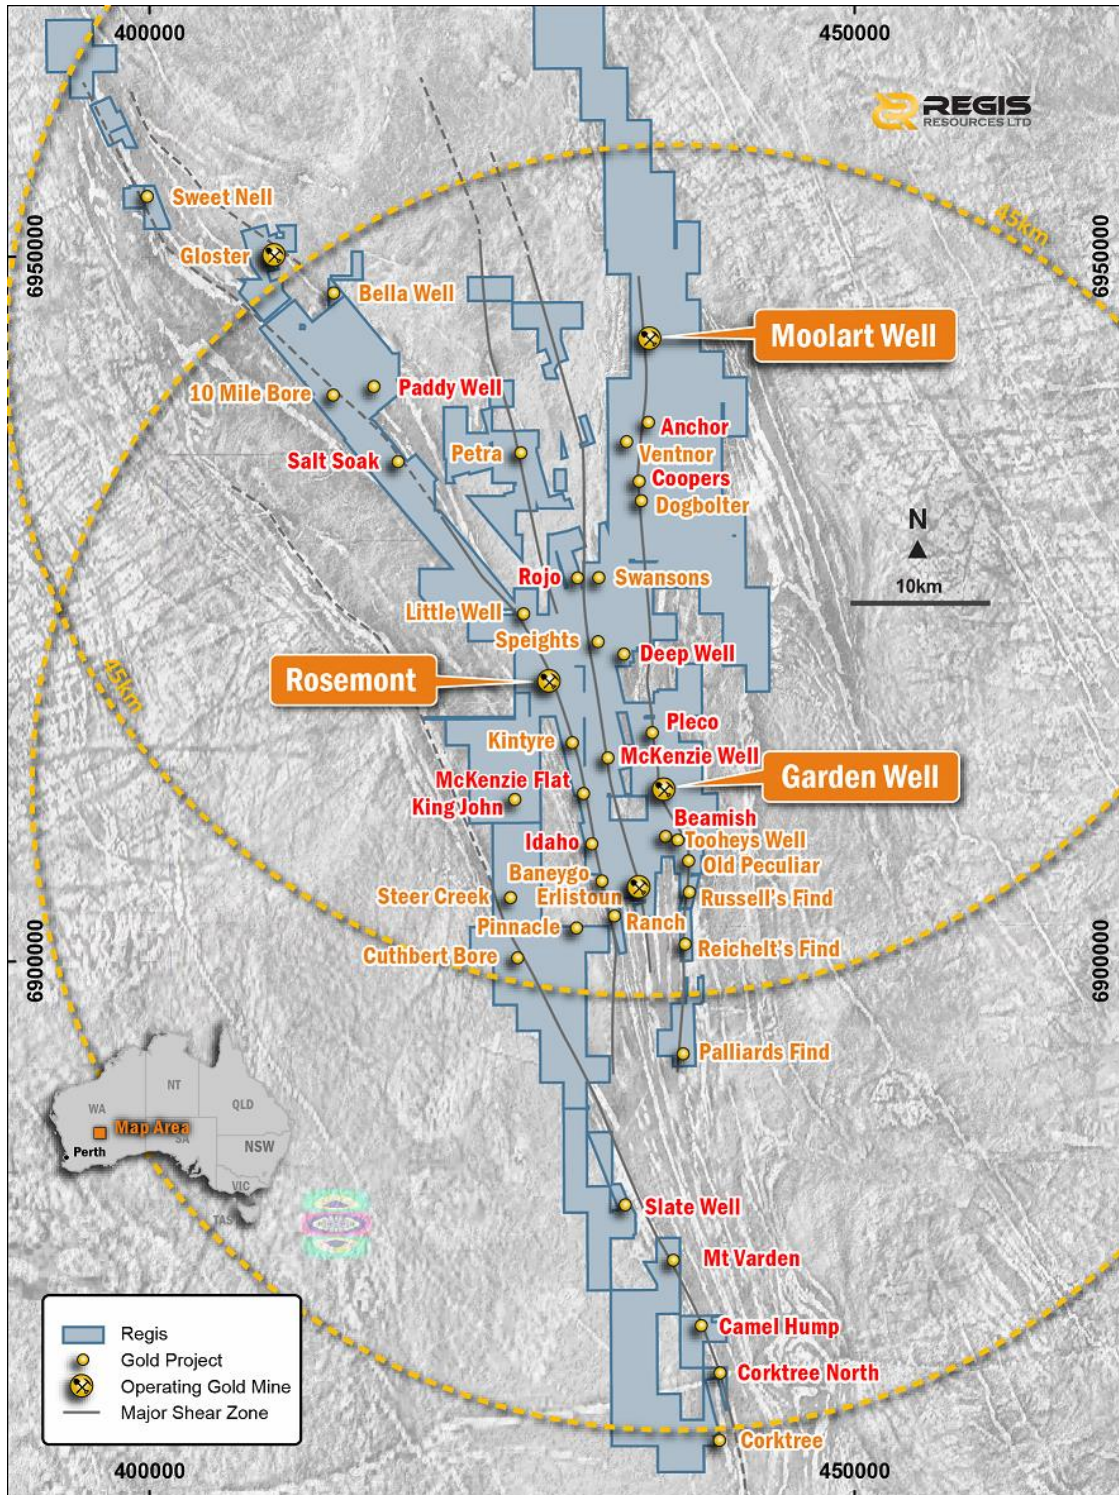 400000
450000
REGIS
RESOURCES LTD
45km
Sweet Nell
6950000
6950000
Gloster
Bella Well
Moolart Well
10 Mile Bore
Paddy Well
Anchor
Ventnor
Salt Soak
Petra
Coopers
Dogbolter
N
10km
Rojo
Swansons
Little Well
Speights
Deep Well
45km
Rosemont
Pleco
Kintyre
McKenzie Well
McKenzie Flat
Garden Well
King John
Beamish
Idaho
Tooheys Well
Old Peculiar
Baneygo
Steer Creek
Erlistoun
Russell's Find
Ranch
Pinnacle
Reichelt's Find
Cuthbert Bore
6900000
6900000
Palliards Find
NT
WA
QLD
Map Area
SA
Perth
NSW
VIC
TAS
Slate Well
Mt Varden
Camel Hump
Corktree North
Corktree
Regis
Gold Project
Operating Gold Mine
Major Shear Zone
400000
450000